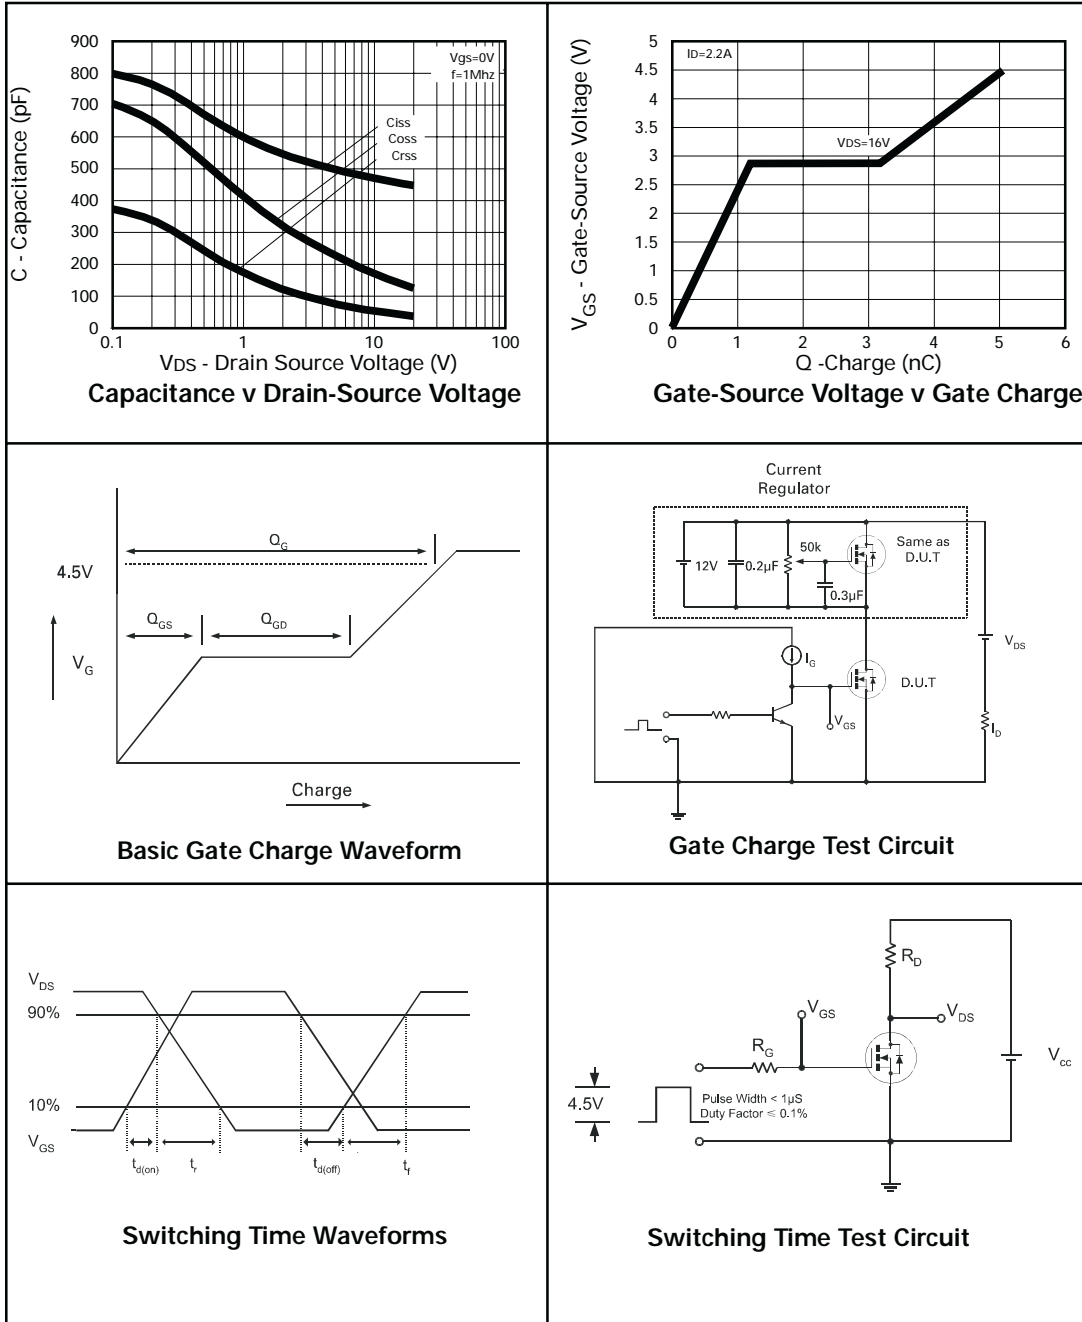 900
800
700
600
500
400
300
200
100
0
C - Capacitance (pF)
Vgs=0V
f=1Mhz
Ciss
Coss
Crss
0.1
1
10
100
VDS - Drain Source Voltage (V)
Capacitance v Drain-Source Voltage
5
4.5
4
3.5
3
2.5
2
1.5
1
0.5
0
VGS - Gate-Source Voltage (V)
ID=2.2A
VDS=16V
0
1
2
3
4
5
6
Q -Charge (nC)
Gate-Source Voltage v Gate Charge
QG
4.5V
QGS
QGD
VG
Charge
Basic Gate Charge Waveform
Current
Regulator
12V
0.2µF
50k
0.3µF
Same as
D.U.T
IG
VDS
D.U.T
VGS
ID
Gate Charge Test Circuit
VDS
90%
10%
VGS
td(on)
tr
td(off)
tf
Switching Time Waveforms
RD
VGS
VDS
RG
Vcc
4.5V
Pulse Width < 1µS
Duty Factor ≤ 0.1%
Switching Time Test Circuit